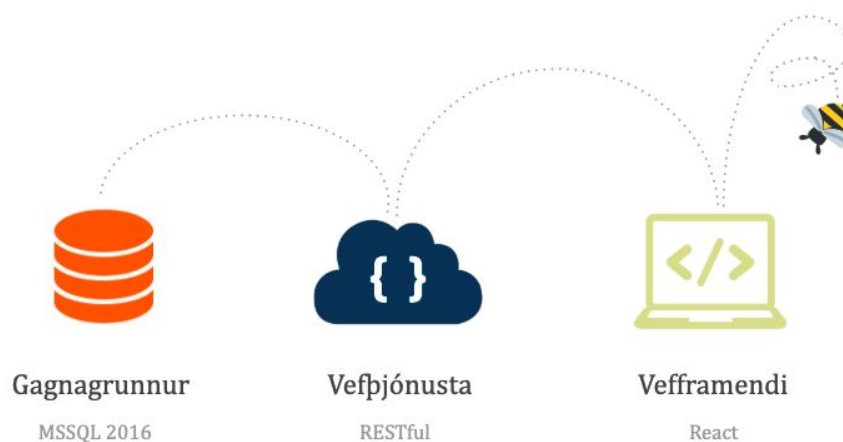 { }
</>
Gagnagrunnur
Vefþjónusta
Vefframendi
MSSQL 2016
RESTful
React